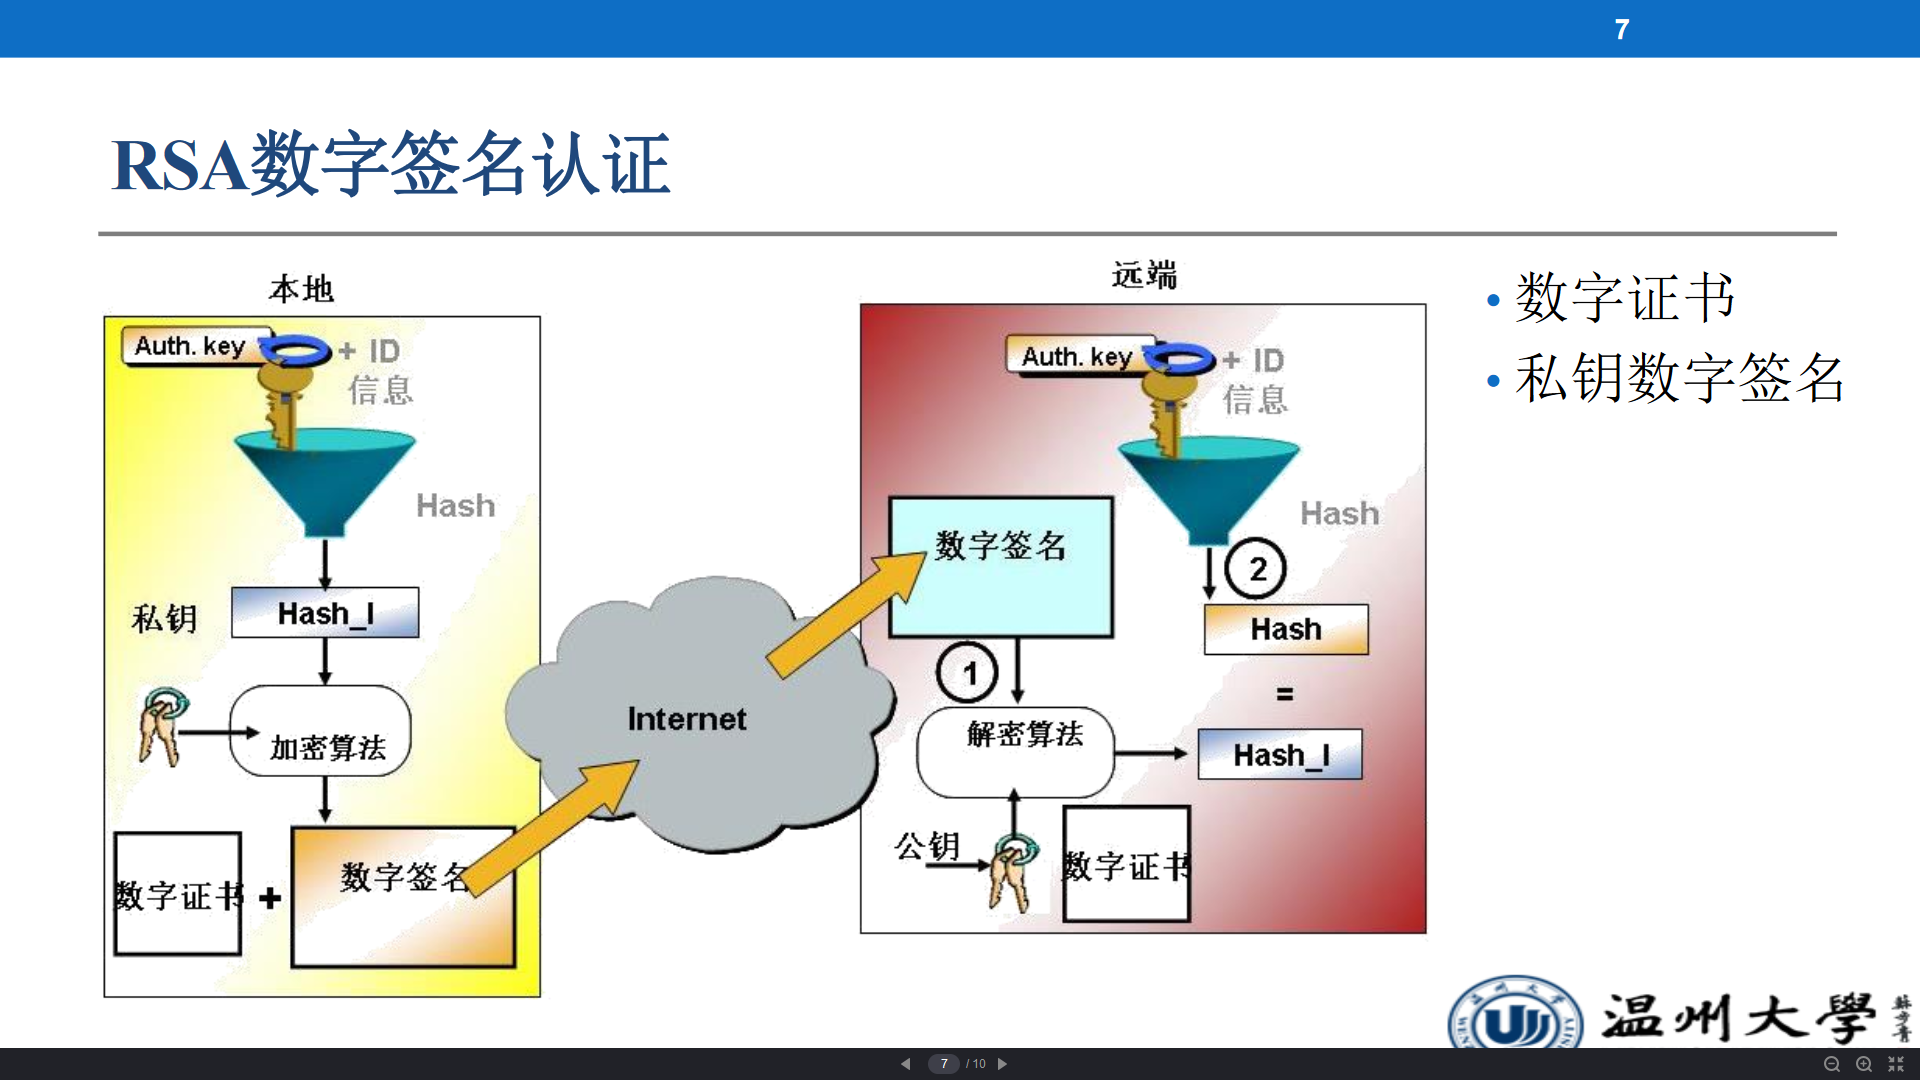 7
RSA数字签名认证
本地
Auth. key
+ ID
信息
Hash
私钥
Hash_I
加密算法
数字证书
+
数字签名
Internet
远端
Auth. key
+ ID
信息
Hash
数字签名
2
Hash
1
=
解密算法
Hash_I
公钥
数字证书
• 数字证书
• 私钥数字签名
温州大學
7 / 10